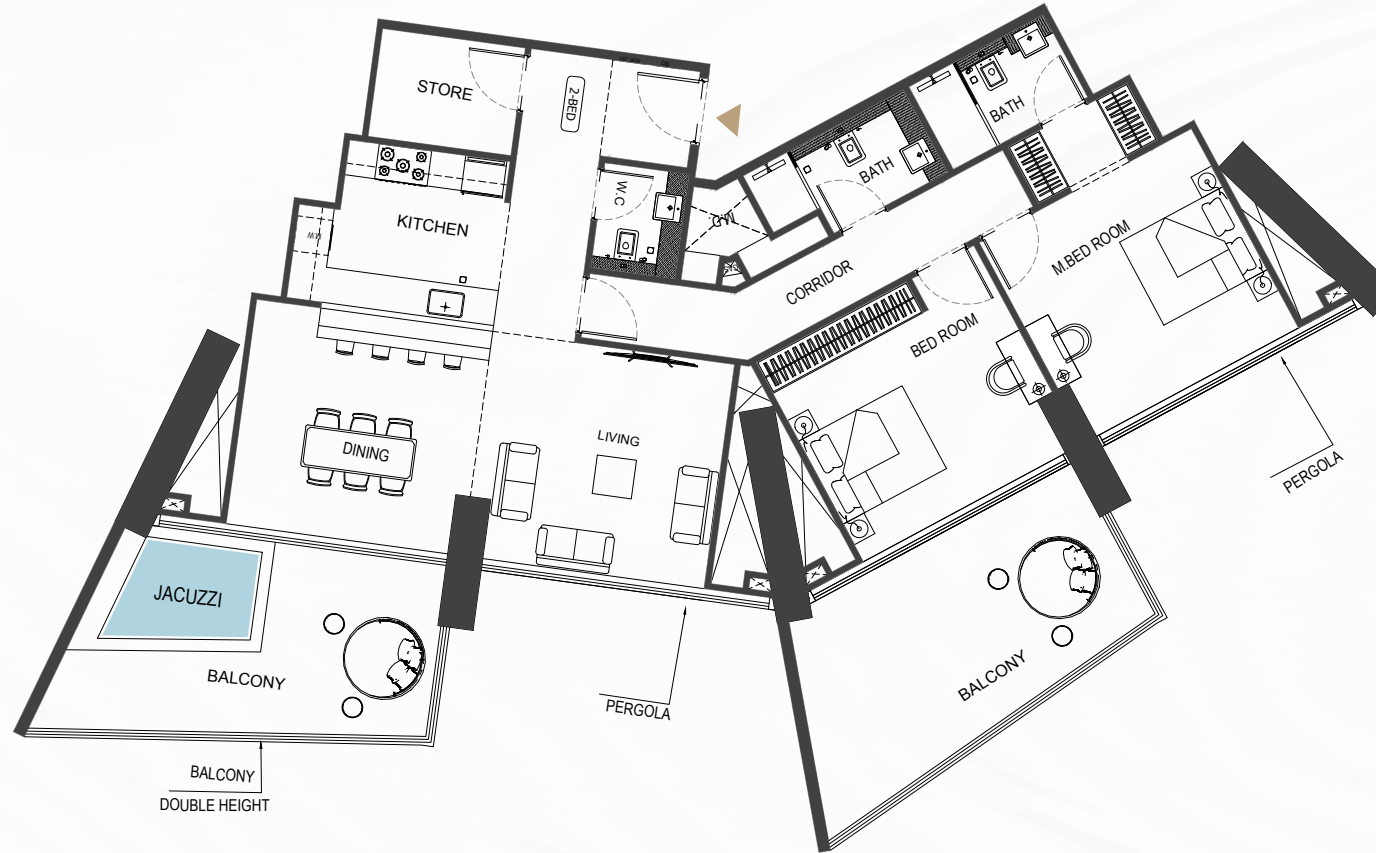 STORE
2-BED
BATH
BATH
W.C
KITCHEN
M.BED ROOM
CORRIDOR
BED ROOM
LIVING
DINING
JACUZZI
BALCONY
BALCONY
PERGOLA
PERGOLA
BALCONY
DOUBLE HEIGHT